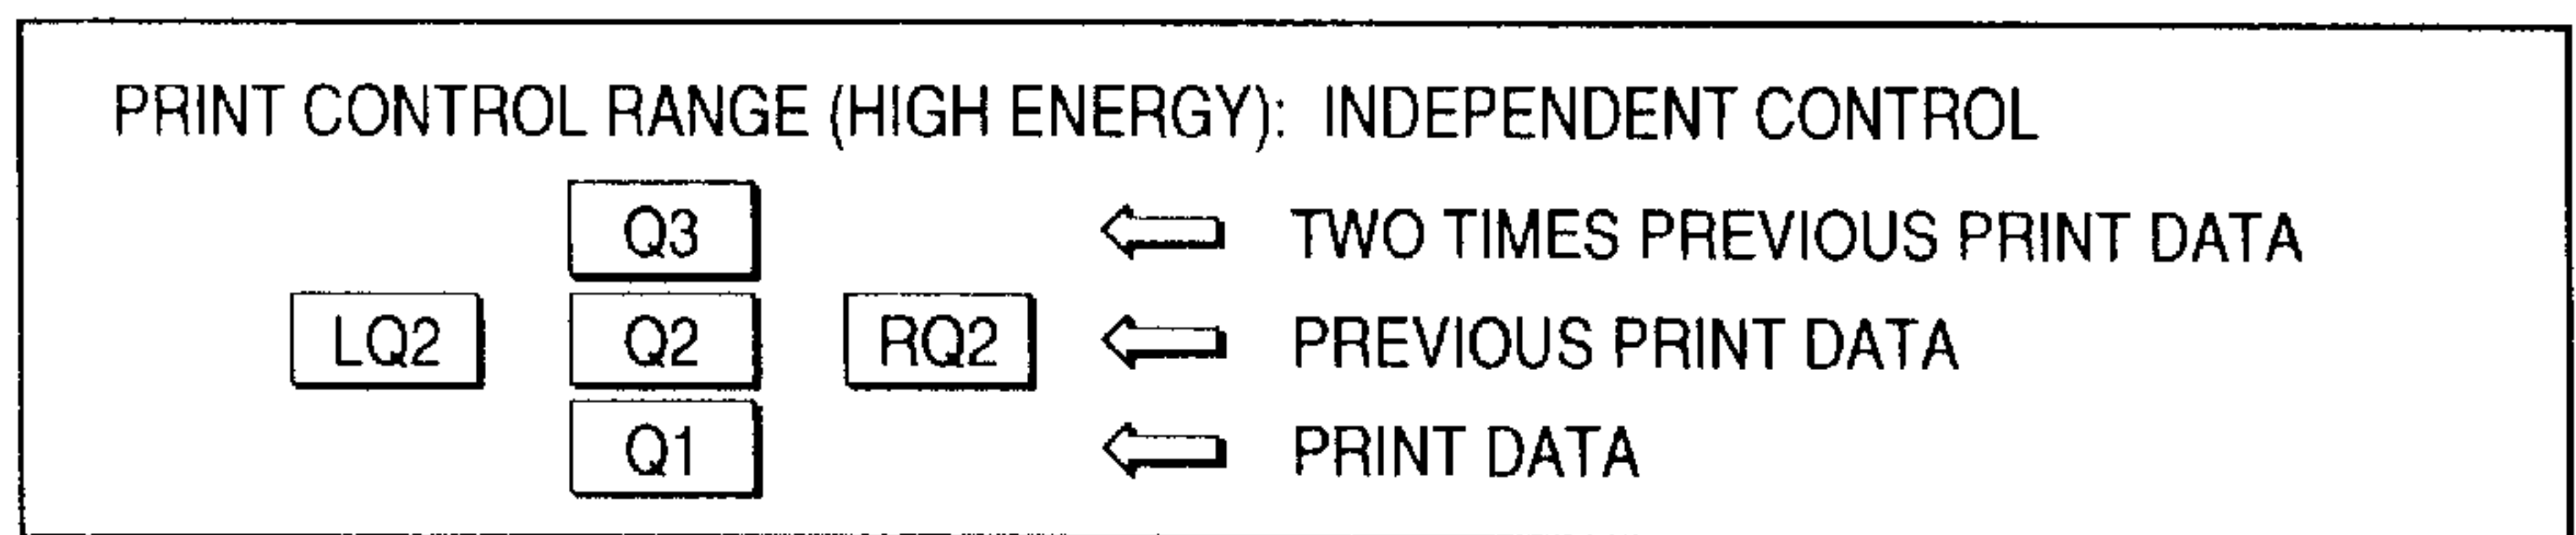 PRINT CONTROL RANGE (HIGH ENERGY): INDEPENDENT CONTROL
Q3 TWO TIMES PREVIOUS PRINT DATA
LQ2 Q2 RQ2 PREVIOUS PRINT DATA
Q1 PRINT DATA